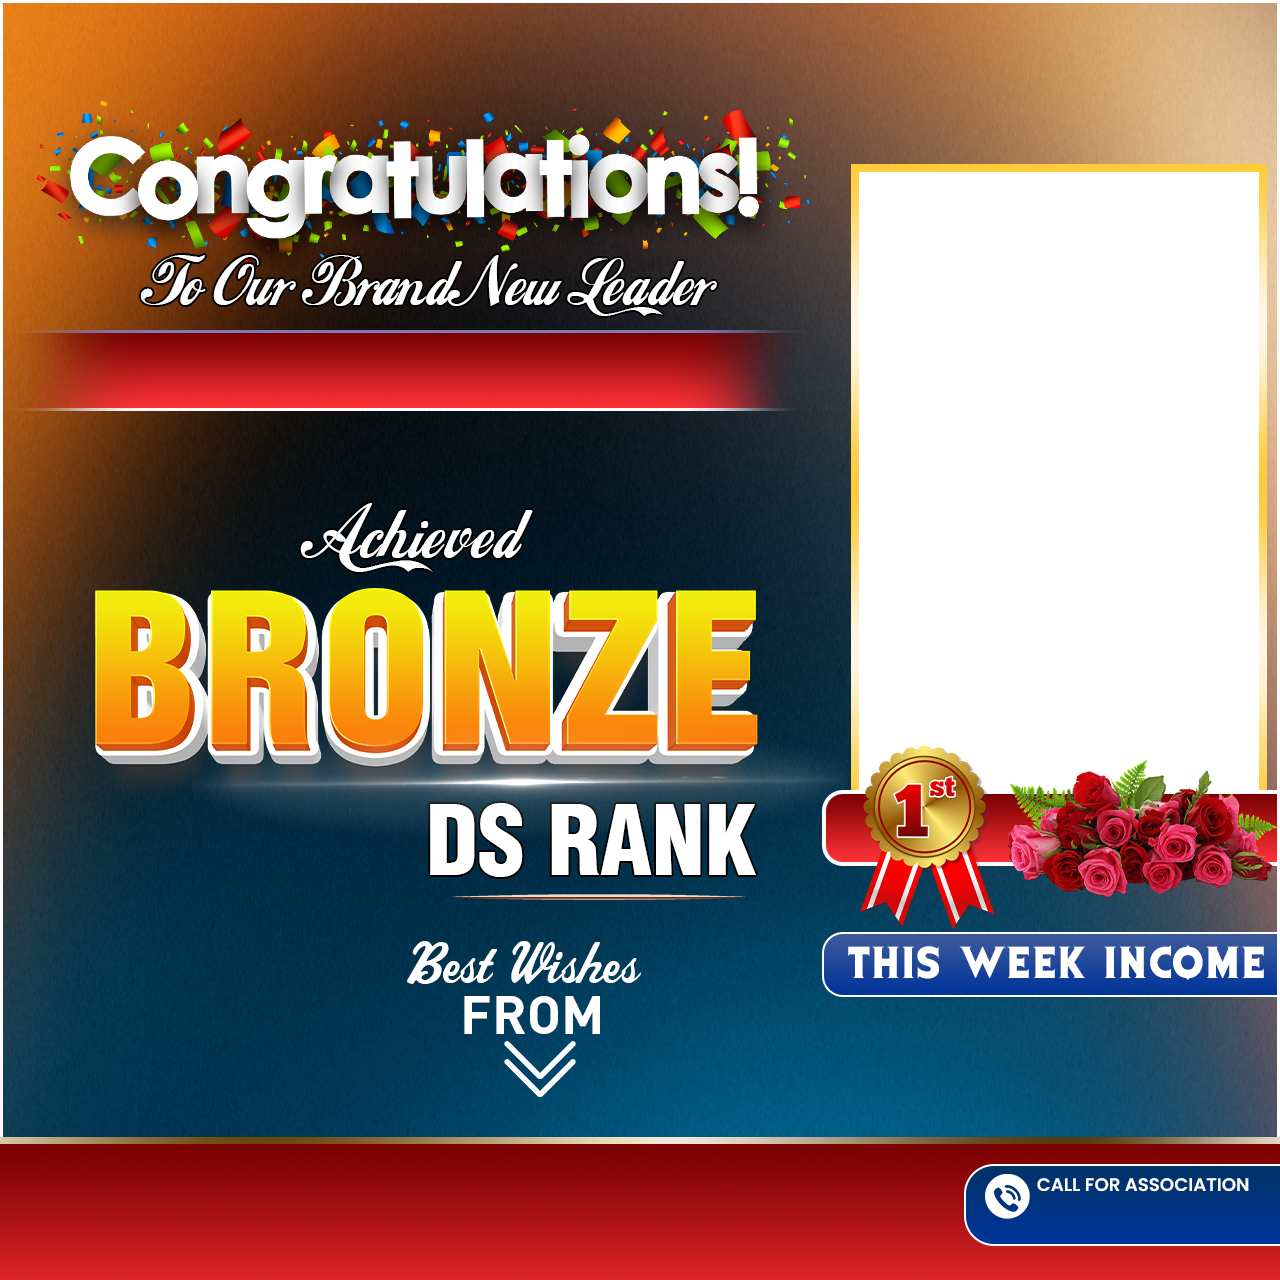 Congratulations!
To Our Brand New Leader
Achieved
BRONZE
DS RANK
1st
THIS WEEK INCOME
Best Wishes
FROM
CALL FOR ASSOCIATION